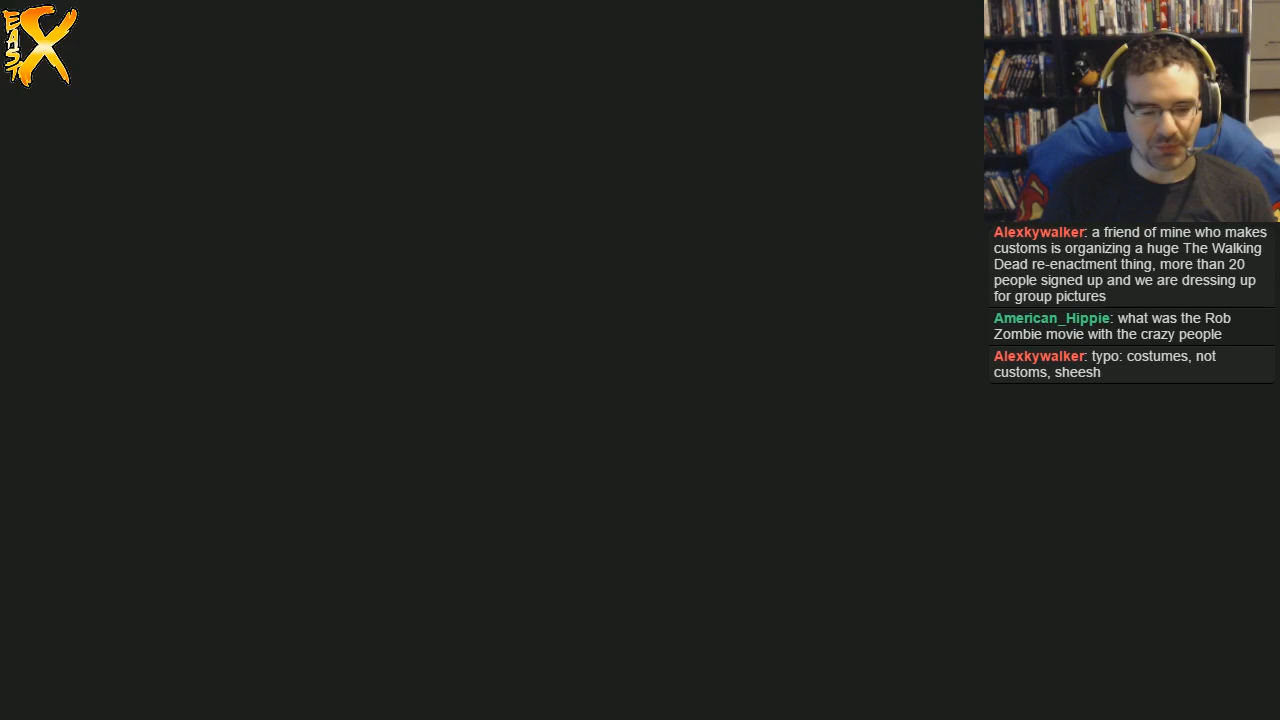 EAST
X
Alexkywalker: a friend of mine who makes
customs is organizing a huge The Walking
Dead re-enactment thing, more than 20
people signed up and we are dressing up
for group pictures
American_Hippie: what was the Rob
Zombie movie with the crazy people
Alexkywalker: typo: costumes, not
customs, sheesh